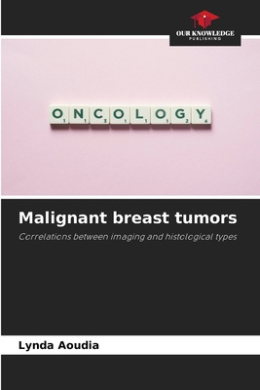 OUR KNOWLEDGE
PUBLISHING
ONCOLOGY
Malignant breast tumors
Correlations between imaging and histological types
Lynda Aoudia